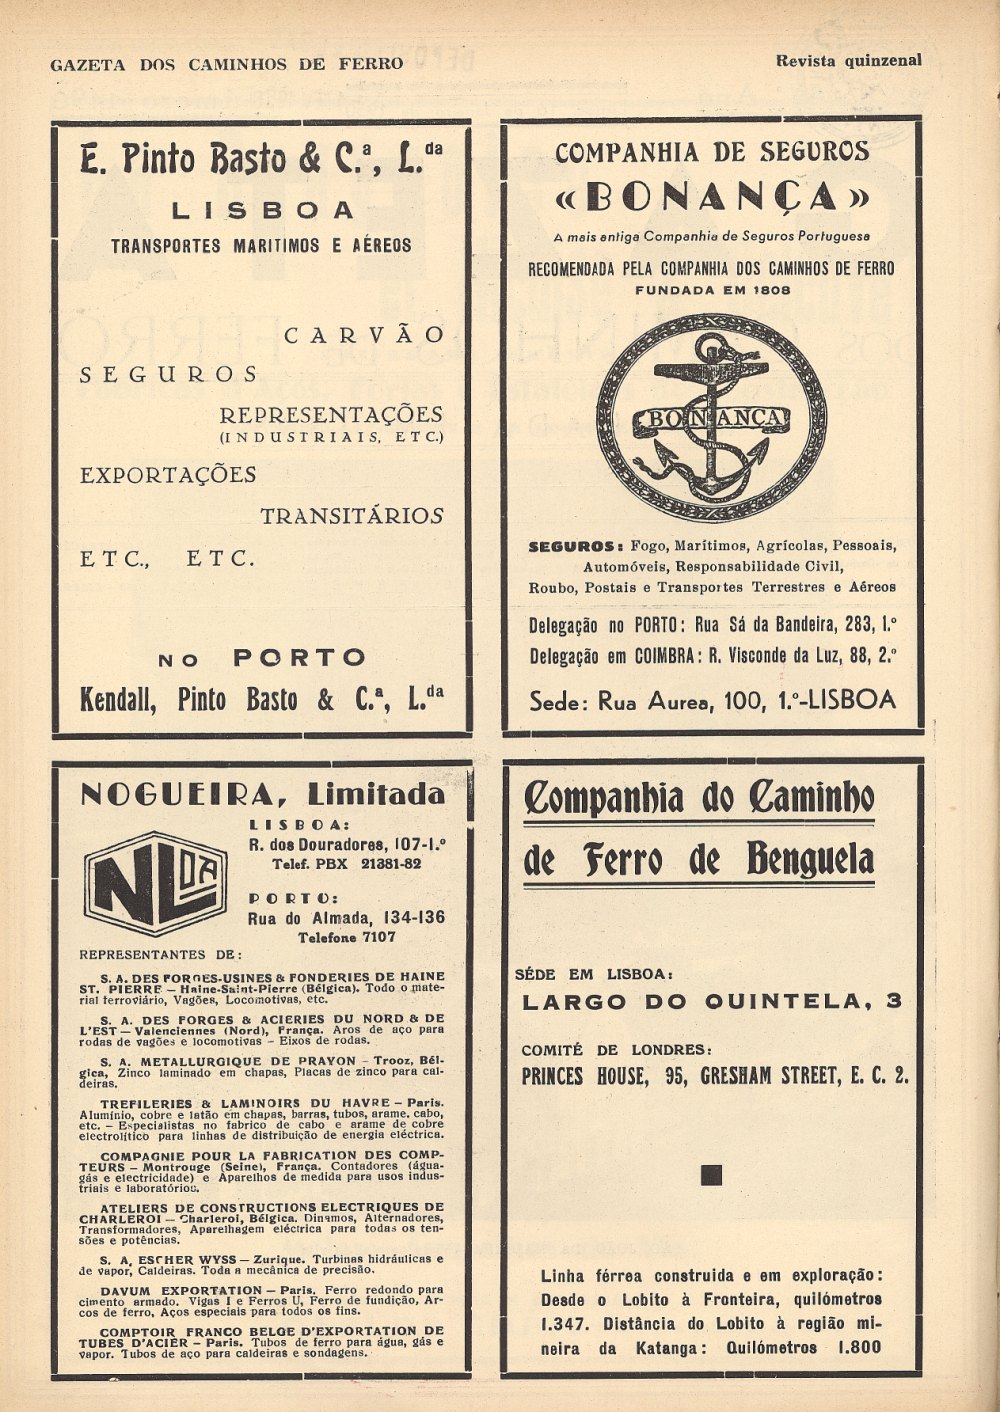 GAZETA DOS CAMINHOS DE FERRO
Revista quinzenal
E. Pinto Basto & C.ª, L.da
LISBOA
TRANSPORTES MARITIMOS E AÉREOS
CARVÃO
SEGUROS
REPRESENTAÇÕES
(INDUSTRIAIS, ETC.)
EXPORTAÇÕES
TRANSITÁRIOS
ETC., ETC.
NO PORTO
Kendall, Pinto Basto & C.ª, L.da
COMPANHIA DE SEGUROS
«BONANÇA»
A mais antiga Companhia de Seguros Portuguesa
RECOMENDADA PELA COMPANHIA DOS CAMINHOS DE FERRO
FUNDADA EM 1808
BONANÇA
SEGUROS: Fogo, Marítimos, Agrícolas, Pessoais,
Automóveis, Responsabilidade Civil,
Roubo, Postais e Transportes Terrestres e Aéreos
Delegação no PORTO: Rua Sá da Bandeira, 283, 1.º
Delegação em COIMBRA: R. Visconde da Luz, 88, 2.º
Sede: Rua Aurea, 100, 1.º-LISBOA
NOGUEIRA, Limitada
NLDA
LISBOA:
R. dos Douradores, 107-1.º
Telef. PBX 21381-82
PORTO:
Rua do Almada, 134-136
Telefone 7107
REPRESENTANTES DE:
S. A. DES FORGES-USINES & FONDERIES DE HAINE
ST. PIERRE — Haine-Saint-Pierre (Bélgica). Todo o mate-
rial ferroviário, Vagões, Locomotivas, etc.
S. A. DES FORGES & ACIERIES DU NORD & DE
L'EST — Valenciennes (Nord), França. Aros de aço para
rodas de vagões e locomotivas - Eixos de rodas.
S. A. METALLURGIQUE DE PRAYON - Trooz, Bél-
gica, Zinco laminado em chapas, Placas de zinco para cal-
deiras.
TREFILERIES & LAMINOIRS DU HAVRE — Paris.
Alumínio, cobre e latão em chapas, barras, tubos, arame, cabo,
etc. — Especialistas no fabrico de cabo e arame de cobre
electrolítico para linhas de distribuição de energia eléctrica.
COMPAGNIE POUR LA FABRICATION DES COMP-
TEURS — Montrouge (Seine), França. Contadores (água-
gás e electricidade) e Aparelhos de medida para usos indus-
triais e laboratórios.
ATELIERS DE CONSTRUCTIONS ELECTRIQUES DE
CHARLEROI — Charleroi, Bélgica. Dinamos, Alternadores,
Transformadores, Aparelhagem eléctrica para todas os ten-
sões e potências.
S. A. ESCHER WYSS — Zurique. Turbinas hidráulicas e
de vapor, Caldeiras. Toda a mecânica de precisão.
DAVUM EXPORTATION — Paris. Ferro redondo para
cimento armado. Vigas I e Ferros U, Ferro de fundição, Ar-
cos de ferro, Aços especiais para todos os fins.
COMPTOIR FRANCO BELGE D'EXPORTATION DE
TUBES D'ACIER — Paris. Tubos de ferro para água, gás e
vapor. Tubos de aço para caldeiras e sondagens.
Companhia do Caminho
de Ferro de Benguela
SÉDE EM LISBOA:
LARGO DO QUINTELA, 3
COMITÉ DE LONDRES:
PRINCES HOUSE, 95, GRESHAM STREET, E. C. 2.
Linha férrea construida e em exploração:
Desde o Lobito à Fronteira, quilómetros
1.347. Distância do Lobito à região mi-
neira da Katanga: Quilómetros 1.800